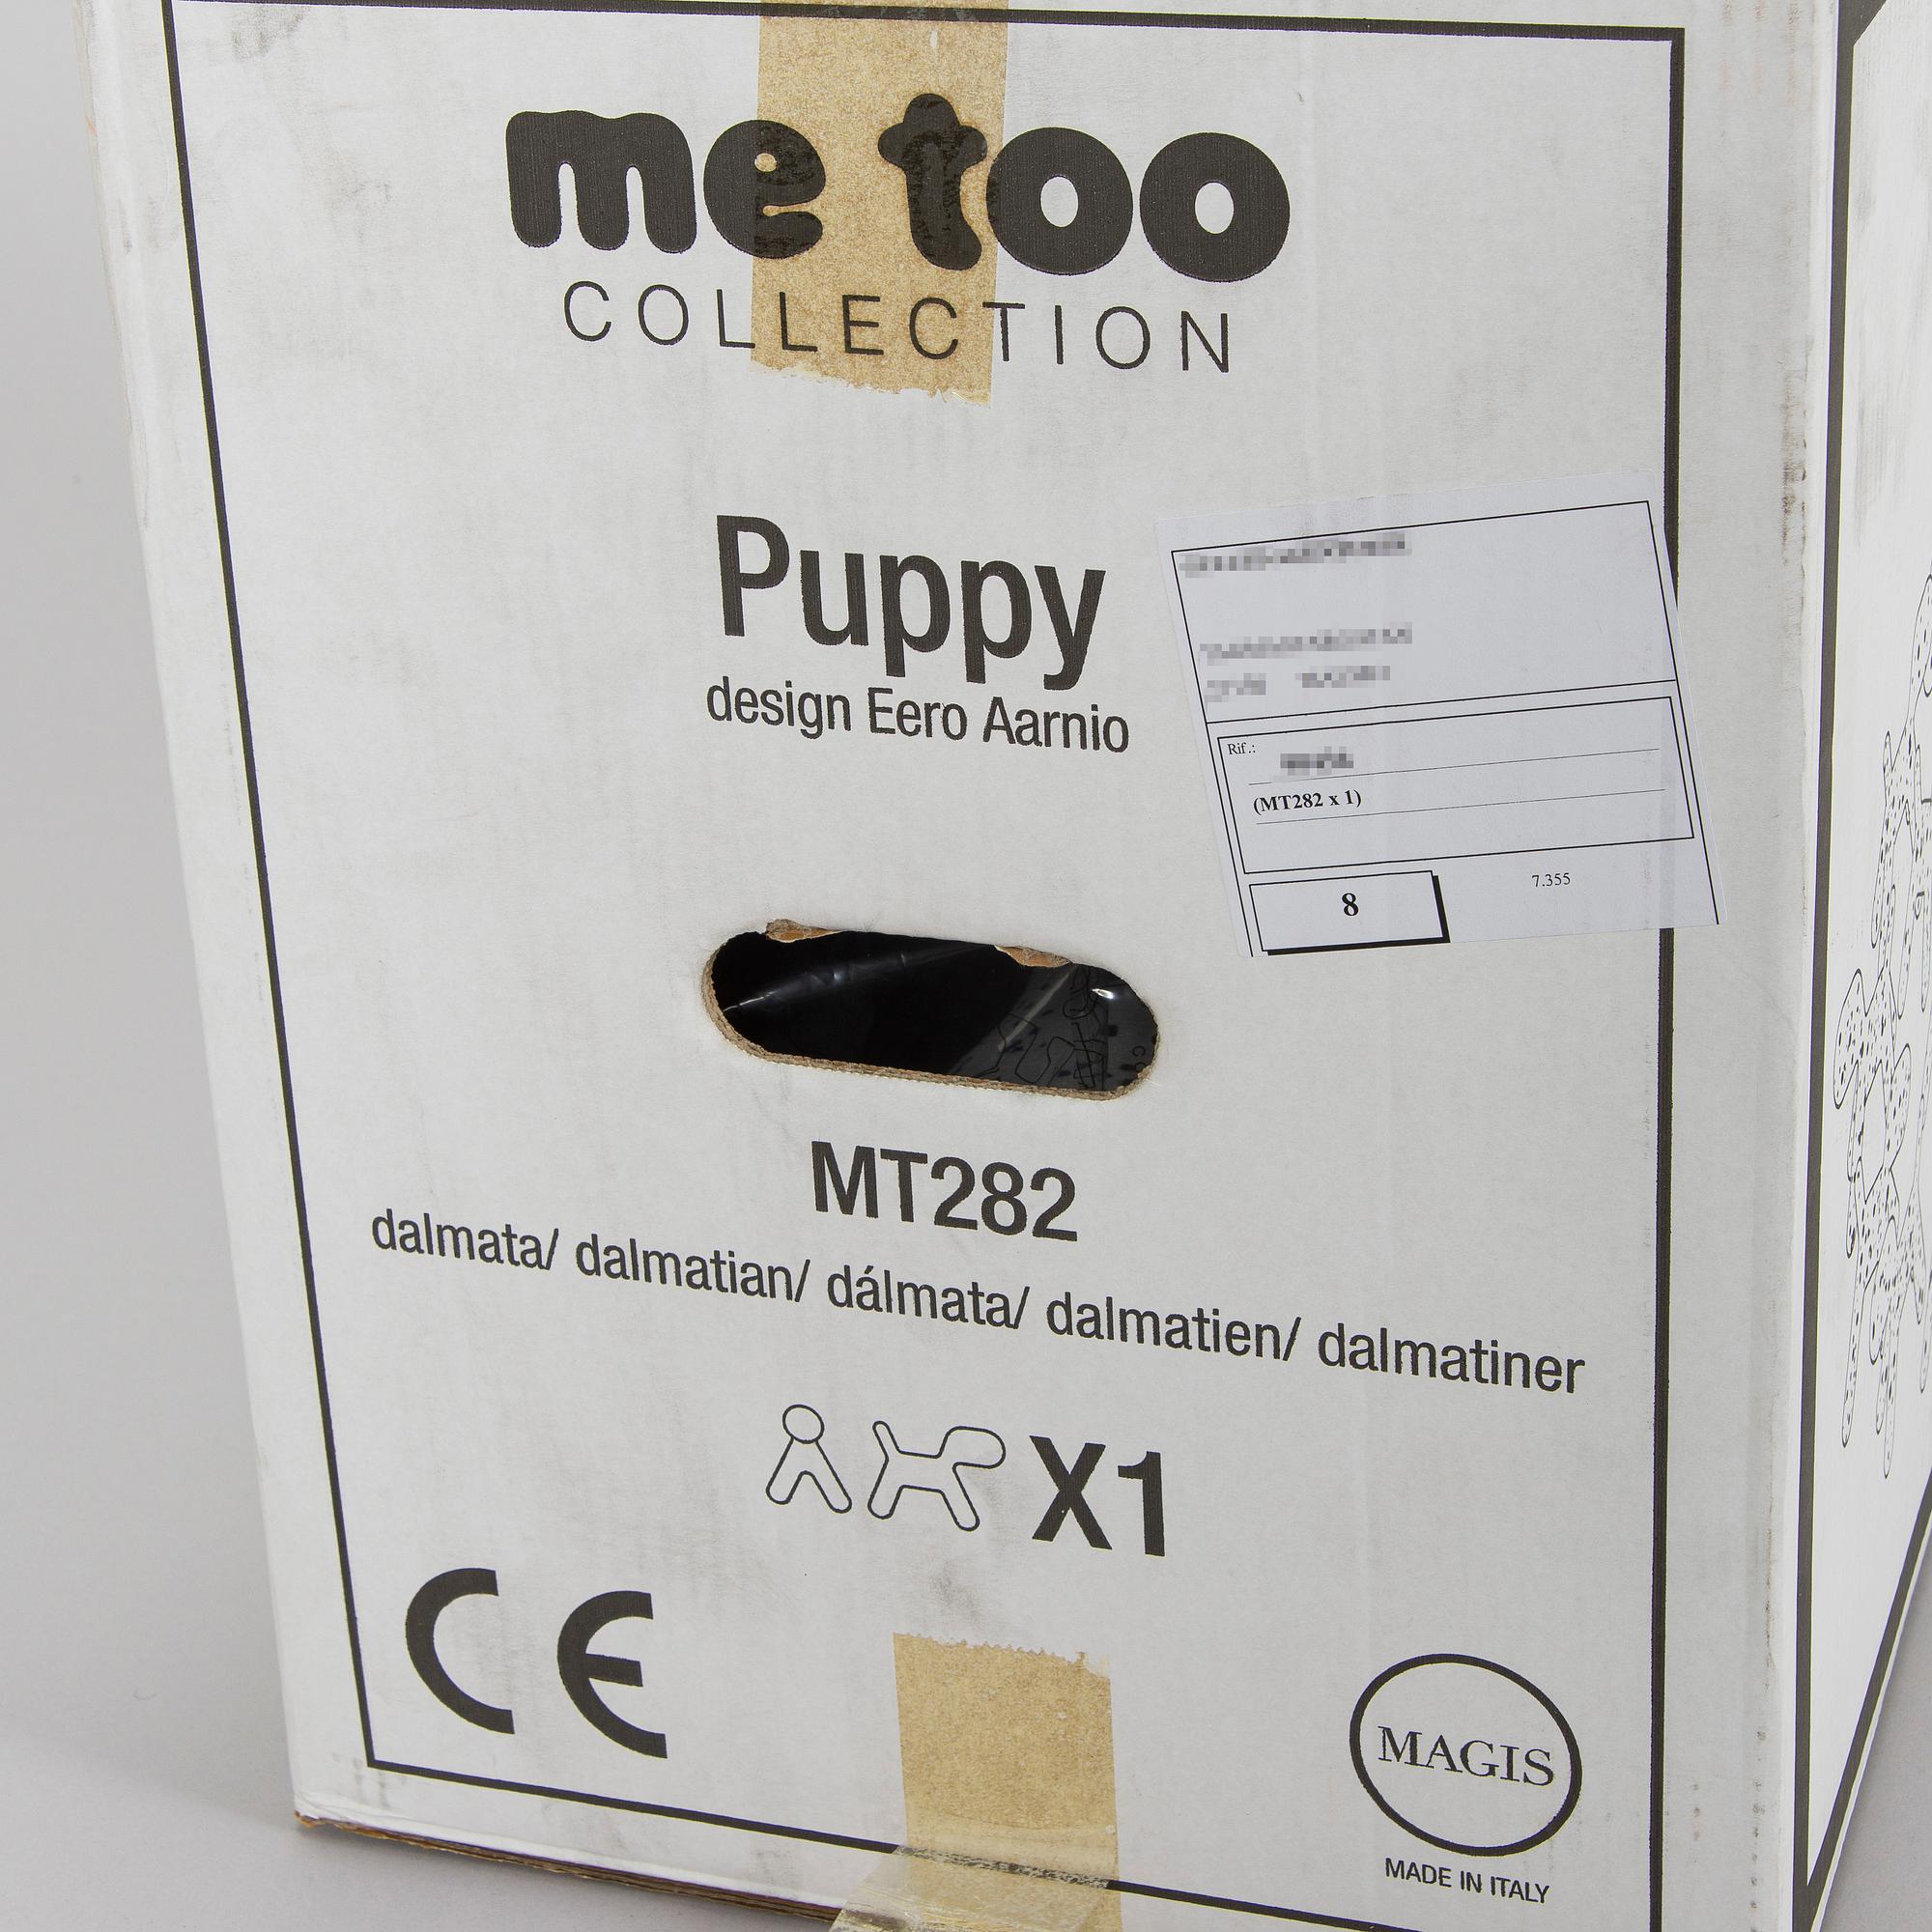 me too
COLLECTION
Puppy
design Eero Aarnio
Rif.:
(MT282 x 1)
8
7.355
MT282
dalmata/ dalmatian/ dálmata/ dalmatien/ dalmatiner
X1
CE
MAGIS
MADE IN ITALY